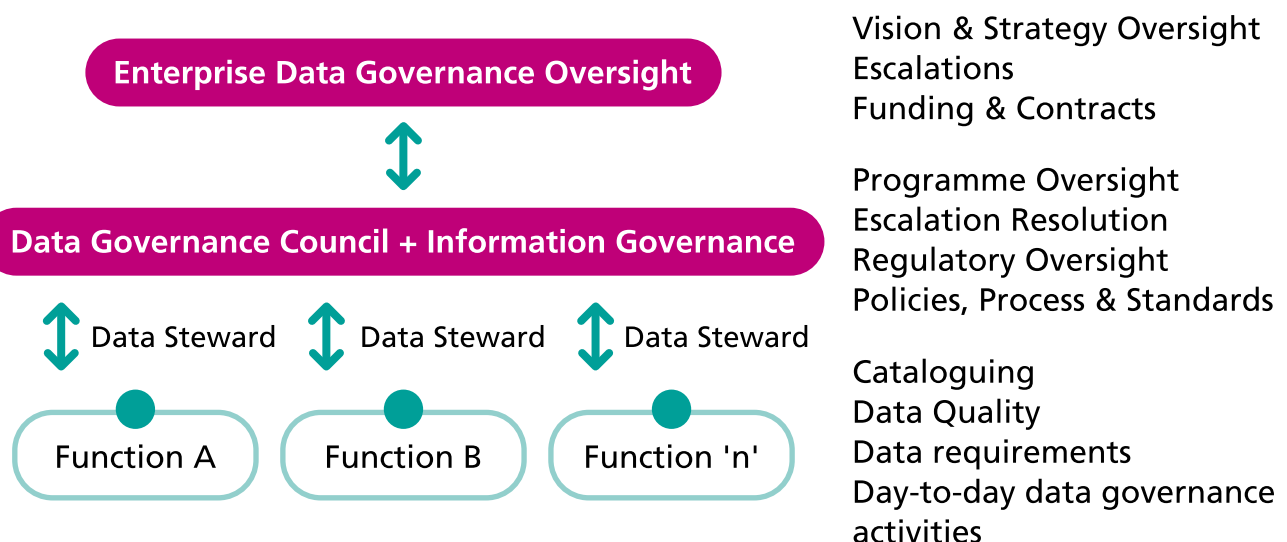 Enterprise Data Governance Oversight
Vision & Strategy Oversight
Escalations
Funding & Contracts
Data Governance Council + Information Governance
Programme Oversight
Escalation Resolution
Regulatory Oversight
Policies, Process & Standards
Data Steward
Data Steward
Data Steward
Function A
Function B
Function 'n'
Cataloguing
Data Quality
Data requirements
Day-to-day data governance
activities